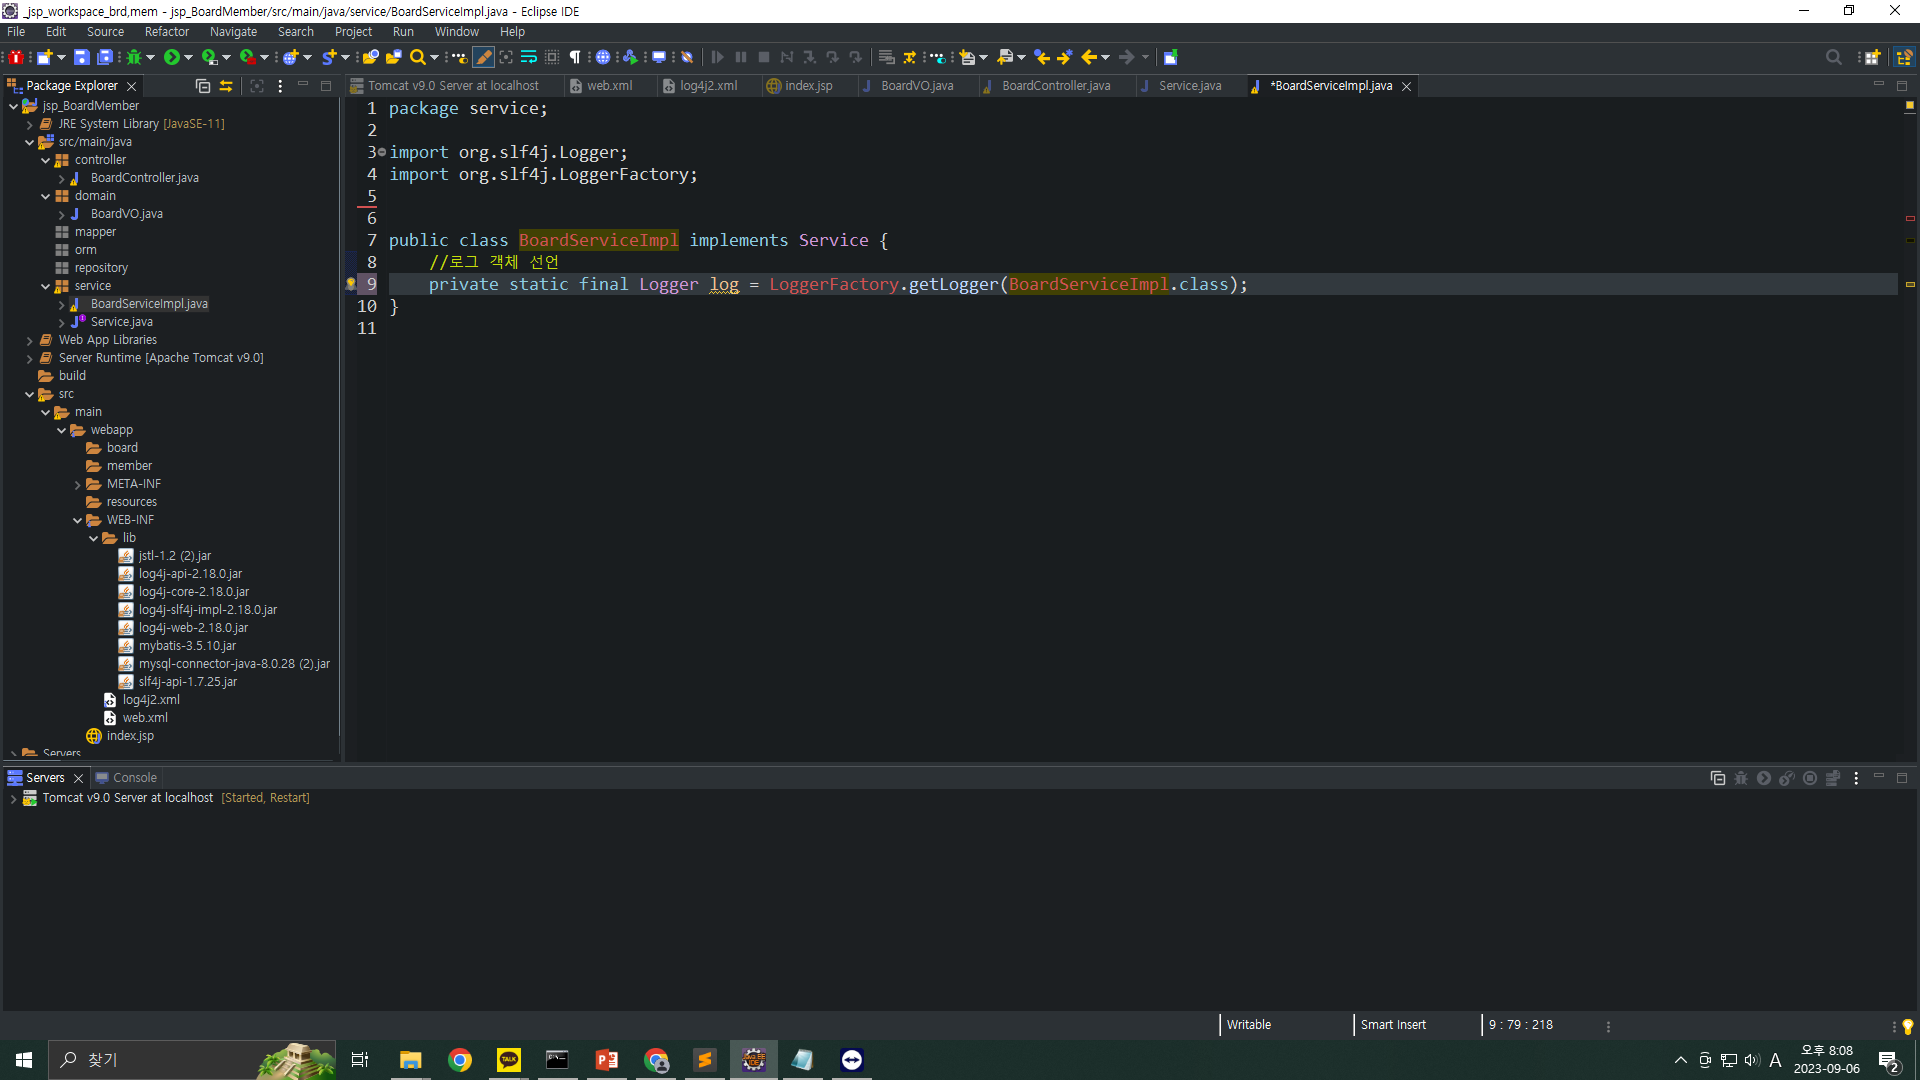 _jsp_workspace_brd,mem - jsp_BoardMember/src/main/java/service/BoardServiceImpl.java - Eclipse IDE
File Edit Source Refactor Navigate Search Project Run Window Help
Package Explorer
Tomcat v9.0 Server at localhost web.xml log4j2.xml index.jsp BoardVO.java BoardController.java Service.java *BoardServiceImpl.java
jsp_BoardMember
JRE System Library [JavaSE-11]
src/main/java
controller
BoardController.java
domain
BoardVO.java
mapper
orm
repository
service
BoardServiceImpl.java
Service.java
Web App Libraries
Server Runtime [Apache Tomcat v9.0]
build
src
main
webapp
board
member
META-INF
resources
WEB-INF
lib
jstl-1.2 (2).jar
log4j-api-2.18.0.jar
log4j-core-2.18.0.jar
log4j-slf4j-impl-2.18.0.jar
log4j-web-2.18.0.jar
mybatis-3.5.10.jar
mysql-connector-java-8.0.28 (2).jar
slf4j-api-1.7.25.jar
log4j2.xml
web.xml
index.jsp
Servers
1 package service;
2
3 import org.slf4j.Logger;
4 import org.slf4j.LoggerFactory;
5
6
7 public class BoardServiceImpl implements Service {
8 //로그 객체 선언
9 private static final Logger log = LoggerFactory.getLogger(BoardServiceImpl.class);
10 }
11
Servers Console
Tomcat v9.0 Server at localhost [Started, Restart]
Writable Smart Insert 9 : 79 : 218
찾기
TALK
A
오후 8:08
2023-09-06
2